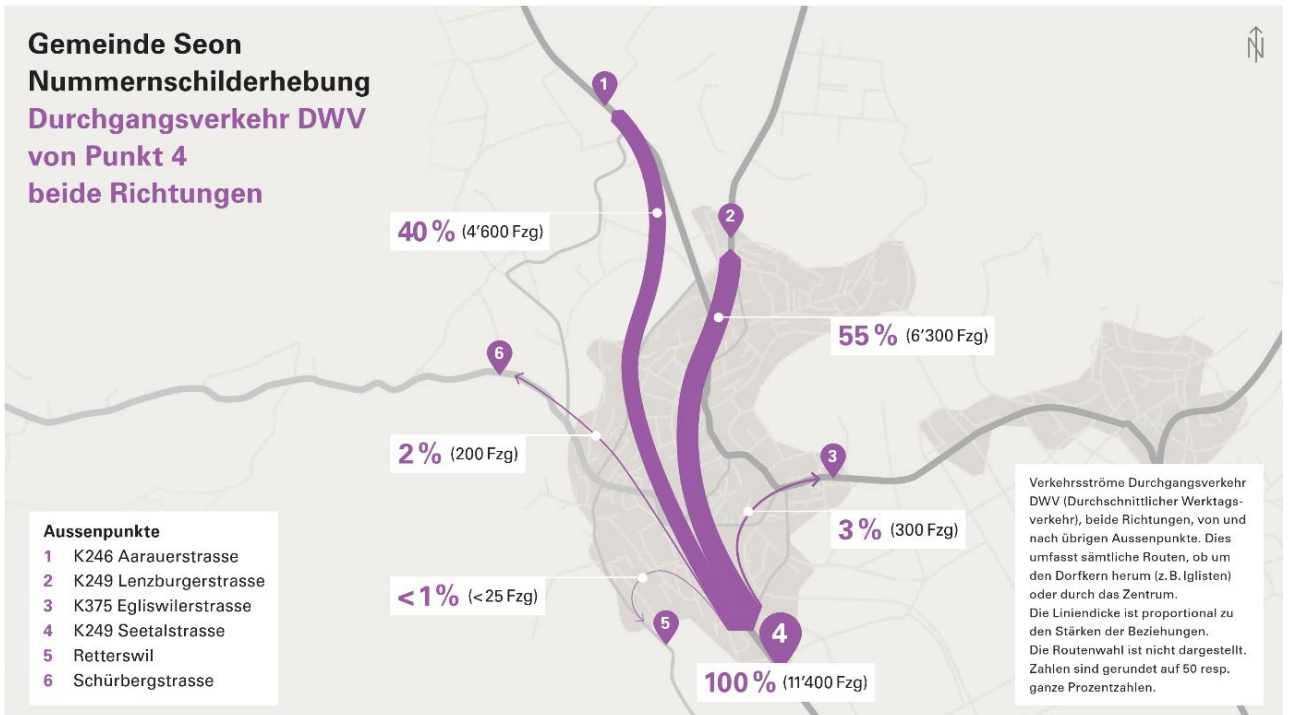 Gemeinde Seon
Nummernschilderhebung
Durchgangsverkehr DWV
von Punkt 4
beide Richtungen
N
1
2
40 % (4'600 Fzg)
55 % (6'300 Fzg)
6
3
2 % (200 Fzg)
3 % (300 Fzg)
<1 % (<25 Fzg)
5
4
100 % (11'400 Fzg)
Aussenpunkte
1 K246 Aarauerstrasse
2 K249 Lenzburgerstrasse
3 K375 Egliswilerstrasse
4 K249 Seetalstrasse
5 Retterswil
6 Schürbergstrasse
Verkehrsströme Durchgangsverkehr
DWV (Durchschnittlicher Werktags-
verkehr), beide Richtungen, von und
nach übrigen Aussenpunkte. Dies
umfasst sämtliche Routen, ob um
den Dorfkern herum (z. B. Iglisten)
oder durch das Zentrum.
Die Liniendicke ist proportional zu
den Stärken der Beziehungen.
Die Routenwahl ist nicht dargestellt.
Zahlen sind gerundet auf 50 resp.
ganze Prozentzahlen.